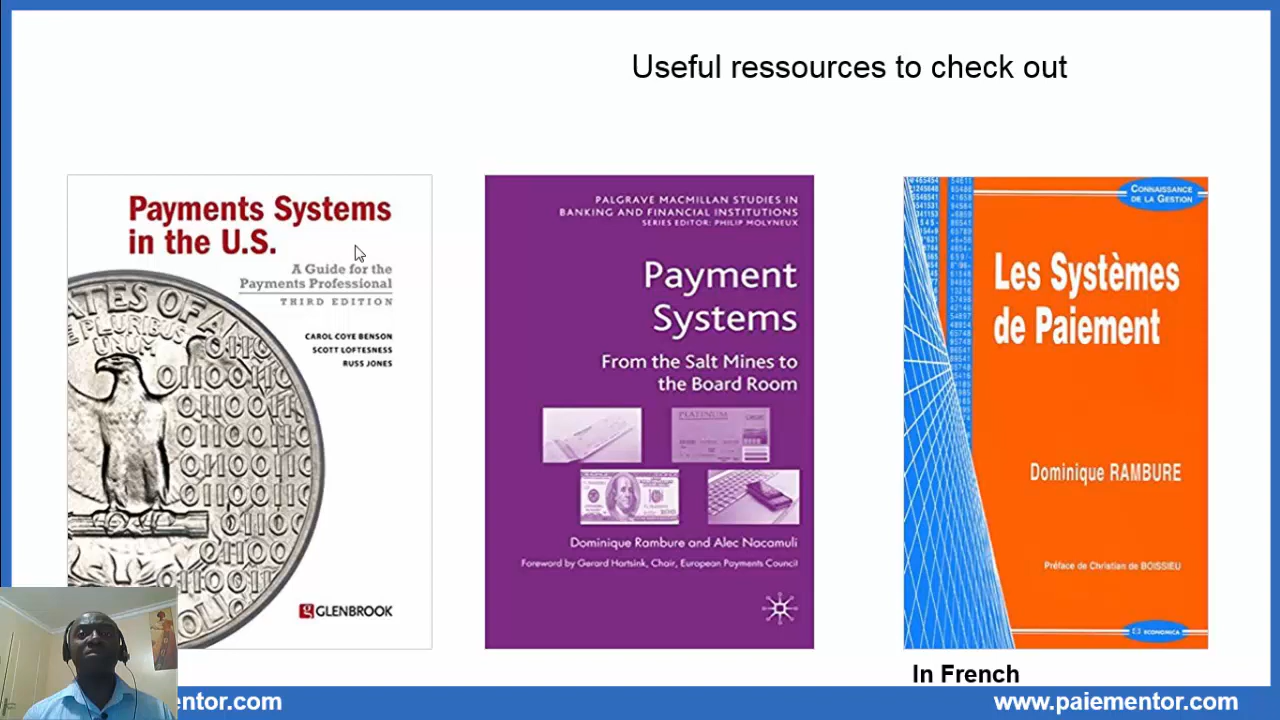 Useful ressources to check out
Payments Systems
in the U.S.
A Guide for the
Payments Professional
THIRD EDITION
CAROL COYE BENSON
SCOTT LOFTESNESS
RUSS JONES
GLENBROOK
PALGRAVE MACMILLAN STUDIES IN
BANKING AND FINANCIAL INSTITUTIONS
SERIES EDITOR: PHILIP MOLYNEUX
Payment
Systems
From the Salt Mines to
the Board Room
PLATINUM
Dominique Rambure and Alec Nacamuli
Foreword by Gerard Hartsink, Chair, European Payments Council
CONNAISSANCE
DE LA GESTION
Les Systèmes
de Paiement
Dominique RAMBURE
Préface de Christian de BOISSIEU
ECONOMICA
In French
entor.com
www.paiementor.com